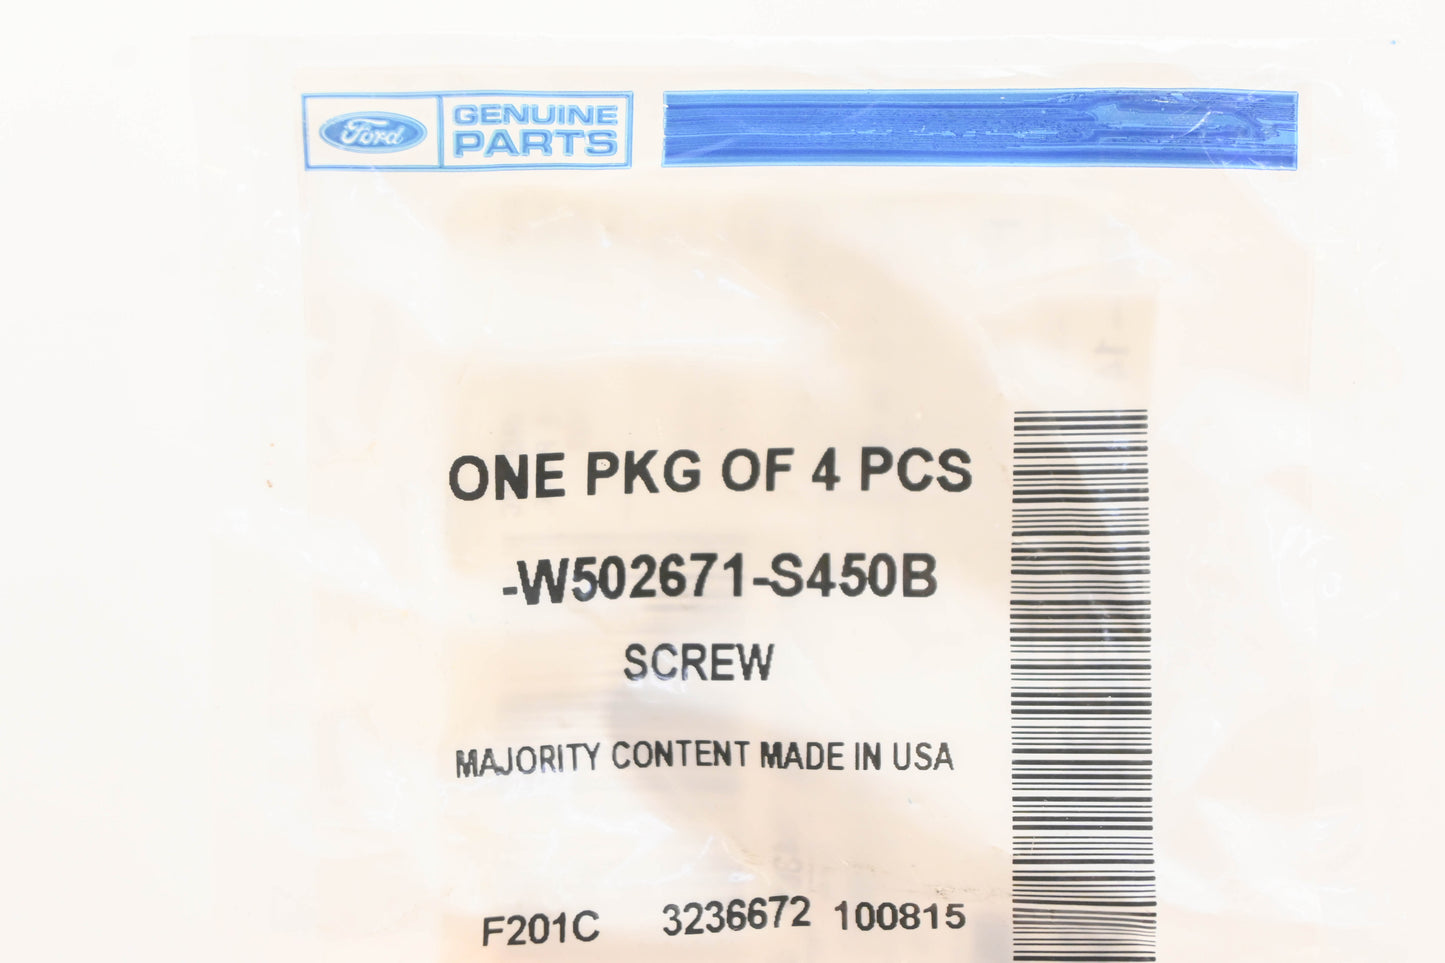 Ford GENUINE
PARTS
ONE PKG OF 4 PCS
-W502671-S450B
SCREW
MAJORITY CONTENT MADE IN USA
F201C 3236672 100815